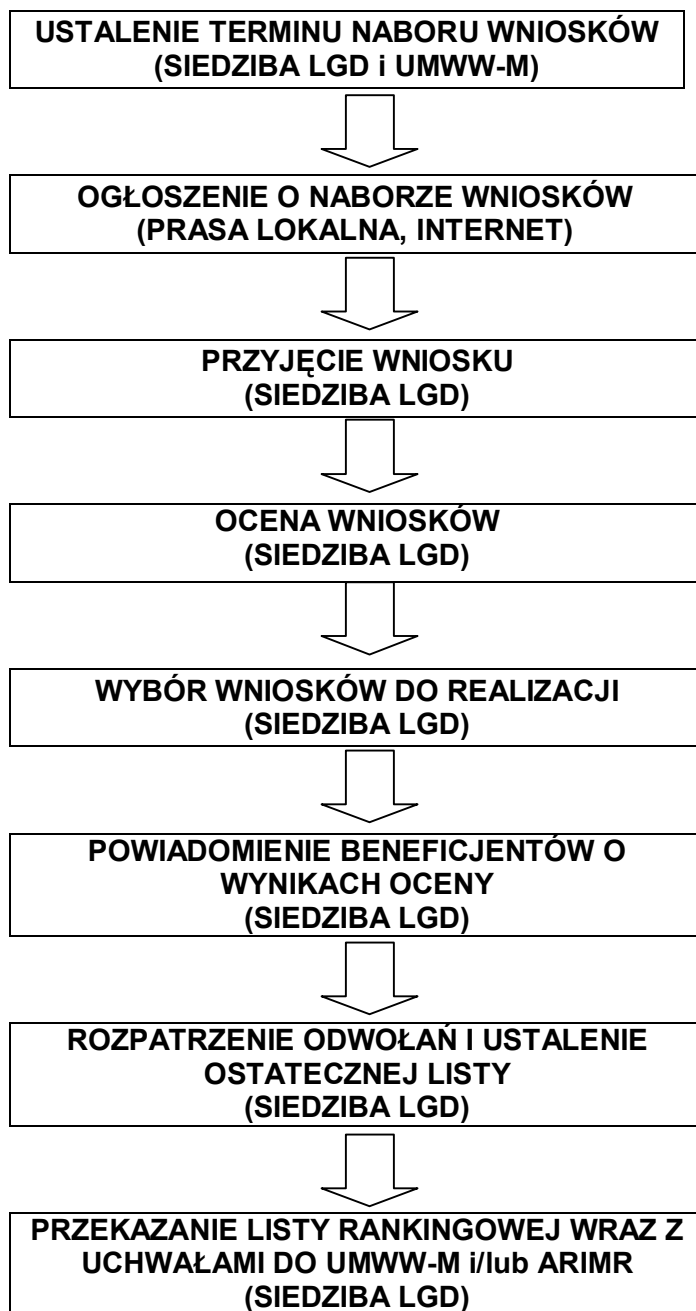 USTALENIE TERMINU NABORU WNIOSKÓW
(SIEDZIBA LGD i UMWW-M)
OGŁOSZENIE O NABORZE WNIOSKÓW
(PRASA LOKALNA, INTERNET)
PRZYJĘCIE WNIOSKU
(SIEDZIBA LGD)
OCENA WNIOSKÓW
(SIEDZIBA LGD)
WYBÓR WNIOSKÓW DO REALIZACJI
(SIEDZIBA LGD)
POWIADOMIENIE BENEFICJENTÓW O
WYNIKACH OCENY
(SIEDZIBA LGD)
ROZPATRZENIE ODWOŁAŃ I USTALENIE
OSTATECZNEJ LISTY
(SIEDZIBA LGD)
PRZEKAZANIE LISTY RANKINGOWEJ WRAZ Z
UCHWAŁAMI DO UMWW-M i/lub ARIMR
(SIEDZIBA LGD)